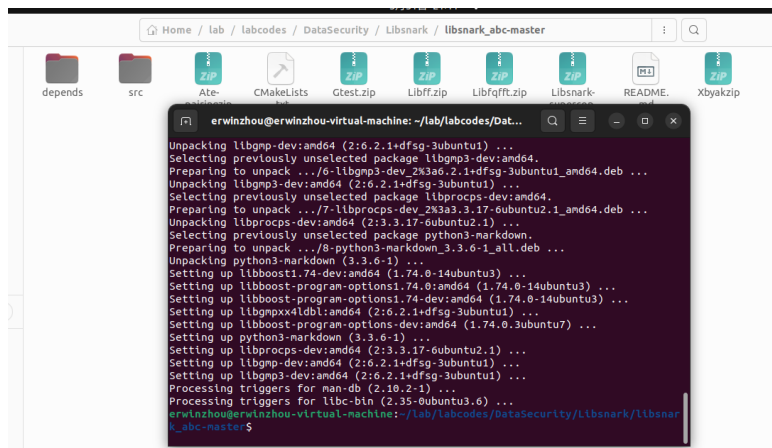 Home / lab / labcodes / DataSecurity / Libsnark / libsnark_abc-master
ZIP
ZIP
ZIP
ZIP
ZIP
M↓
ZIP
depends
src
Ate-
CMakeLists
Gtest.zip
Libff.zip
Libfqfft.zip
Libsnark-
README.
Xbyakzip
erwinzhou@erwinzhou-virtual-machine: ~/lab/labcodes/Dat...
Unpacking libgmp-dev:amd64 (2:6.2.1+dfsg-3ubuntu1) ...
Selecting previously unselected package libgmp3-dev:amd64.
Preparing to unpack .../6-libgmp3-dev_2%3a6.2.1+dfsg-3ubuntu1_amd64.deb ...
Unpacking libgmp3-dev:amd64 (2:6.2.1+dfsg-3ubuntu1) ...
Selecting previously unselected package libprocps-dev:amd64.
Preparing to unpack .../7-libprocps-dev_2%3a3.3.17-6ubuntu2.1_amd64.deb ...
Unpacking libprocps-dev:amd64 (2:3.3.17-6ubuntu2.1) ...
Selecting previously unselected package python3-markdown.
Preparing to unpack .../8-python3-markdown_3.3.6-1_all.deb ...
Unpacking python3-markdown (3.3.6-1) ...
Setting up libboost1.74-dev:amd64 (1.74.0-14ubuntu3) ...
Setting up libboost-program-options1.74.0:amd64 (1.74.0-14ubuntu3) ...
Setting up libboost-program-options1.74-dev:amd64 (1.74.0-14ubuntu3) ...
Setting up libgmpxx4ldbl:amd64 (2:6.2.1+dfsg-3ubuntu1) ...
Setting up libboost-program-options-dev:amd64 (1.74.0.3ubuntu7) ...
Setting up python3-markdown (3.3.6-1) ...
Setting up libprocps-dev:amd64 (2:3.3.17-6ubuntu2.1) ...
Setting up libgmp-dev:amd64 (2:6.2.1+dfsg-3ubuntu1) ...
Setting up libgmp3-dev:amd64 (2:6.2.1+dfsg-3ubuntu1) ...
Processing triggers for man-db (2.10.2-1) ...
Processing triggers for libc-bin (2.35-0ubuntu3.6) ...
erwinzhou@erwinzhou-virtual-machine:~/lab/labcodes/DataSecurity/Libsnark/libsnar
k_abc-master$